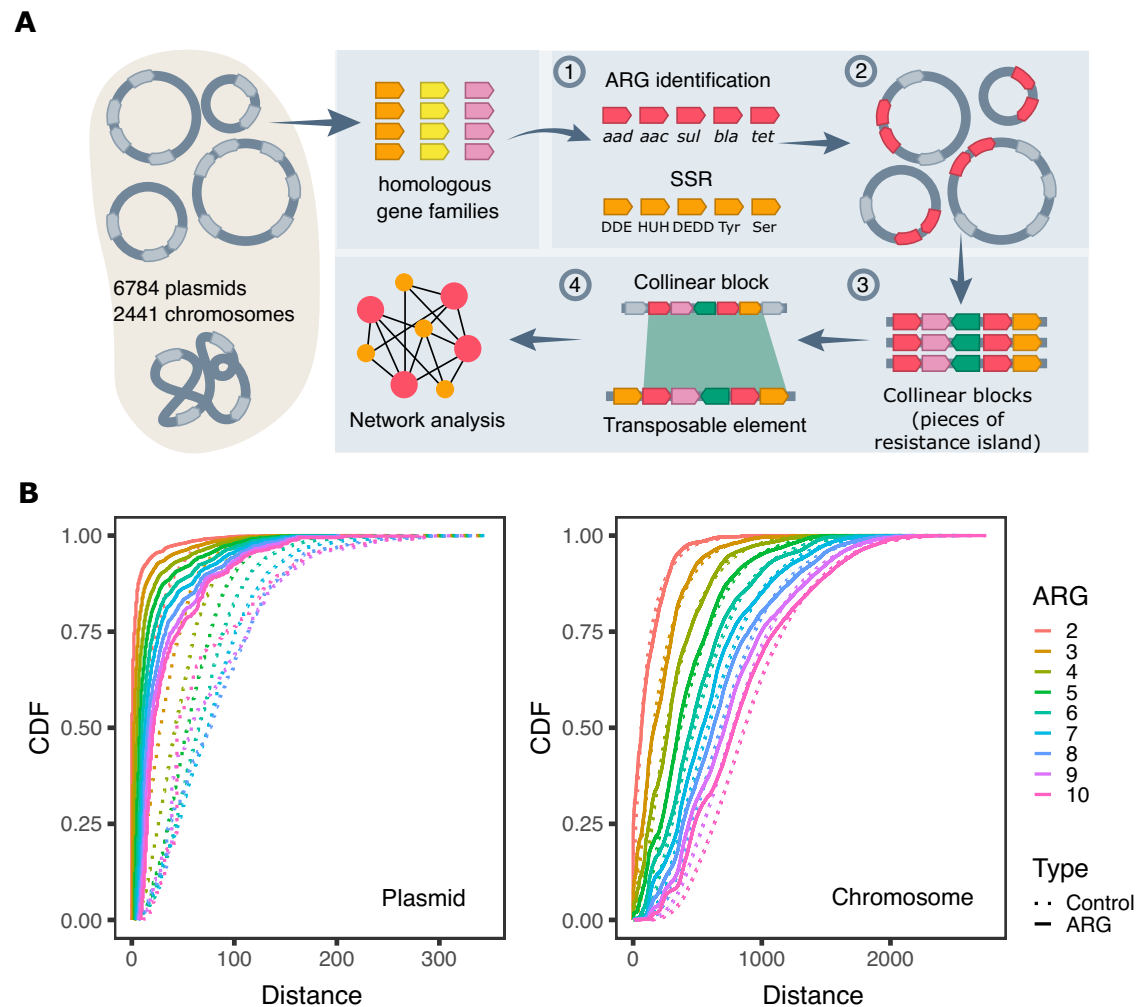 A
1
ARG identification
aad aac sul bla tet
SSR
DDE HUH DEDD Tyr Ser
2
homologous
gene families
6784 plasmids
2441 chromosomes
3
Collinear blocks
(pieces of
resistance island)
4
Collinear block
Transposable element
Network analysis
B
CDF
1.00
0.75
0.50
0.25
0.00
Plasmid
0 100 200 300
Distance
CDF
1.00
0.75
0.50
0.25
0.00
Chromosome
0 1000 2000
Distance
ARG
2
3
4
5
6
7
8
9
10
Type
Control
ARG